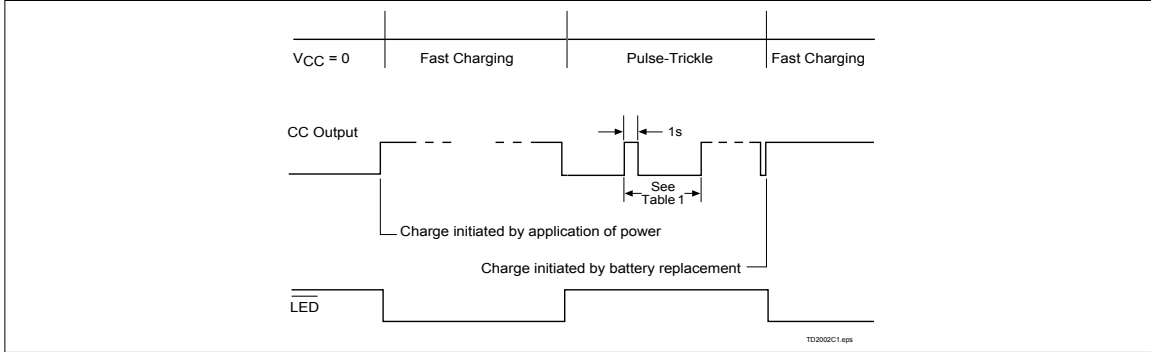 VCC = 0
Fast Charging
Pulse-Trickle
Fast Charging
CC Output
1s
See
Table 1
Charge initiated by application of power
Charge initiated by battery replacement
LED
TD2002C1.eps